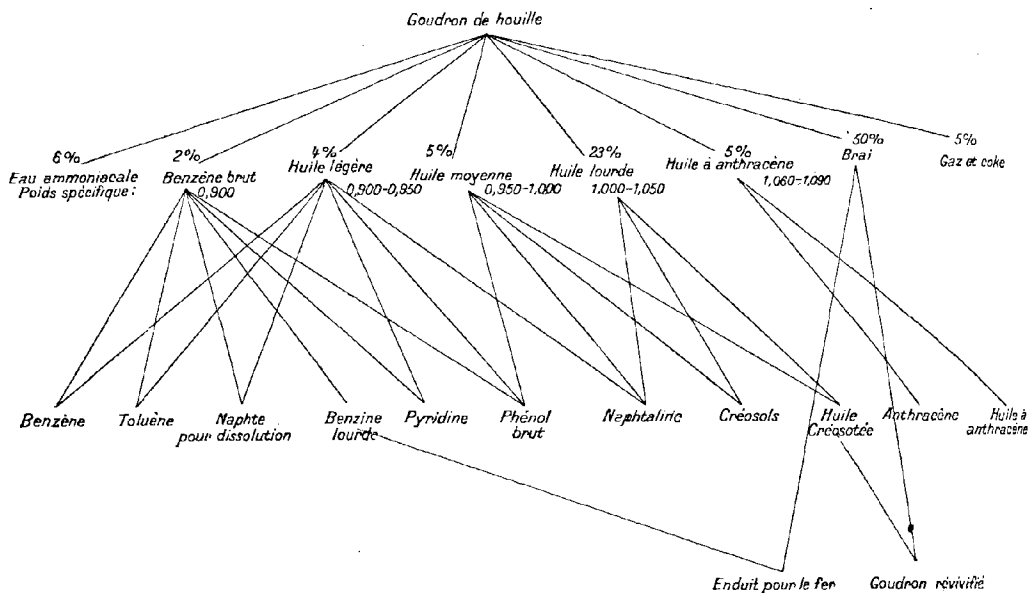 Goudron de houille
6%
Eau ammoniacale
Poids spécifique :
2%
Benzène brut
0,900
4%
Huile légère
0,900-0,950
5%
Huile moyenne
0,950-1.000
23%
Huile lourde
1.000-1,050
5%
Huile à anthracène
1,060-1,090
50%
Brai
5%
Gaz et coke
Benzène
Toluène
Naphte
pour dissolution
Benzine
lourde
Pyridine
Phénol
brut
Naphtaline
Créosols
Huile
Créosotée
Anthracène
Huile à
anthracène
Enduit pour le fer
Goudron révivifié